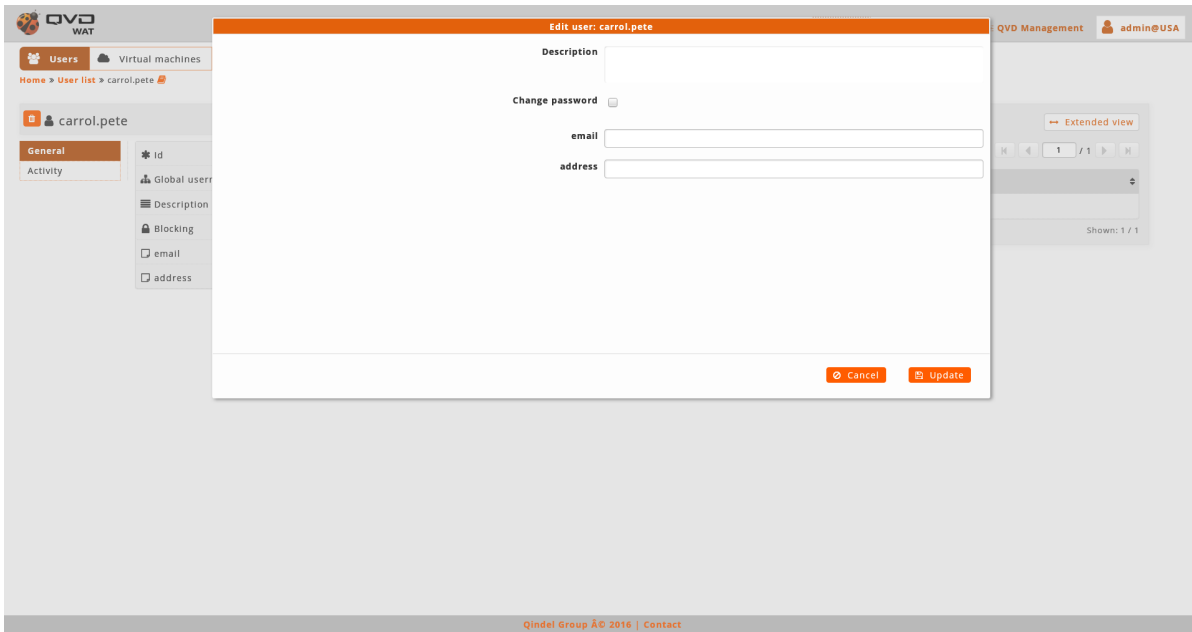 QVD
WAT
Edit user: carrol.pete
QVD Management
admin@USA
Users
Virtual machines
Home » User list » carrol.pete
Description
Change password
email
address
carrol.pete
Extended view
General
Activity
Id
Global usern
Description
Blocking
email
address
1 / 1
Shown: 1 / 1
Cancel
Update
Qindel Group Â© 2016 | Contact